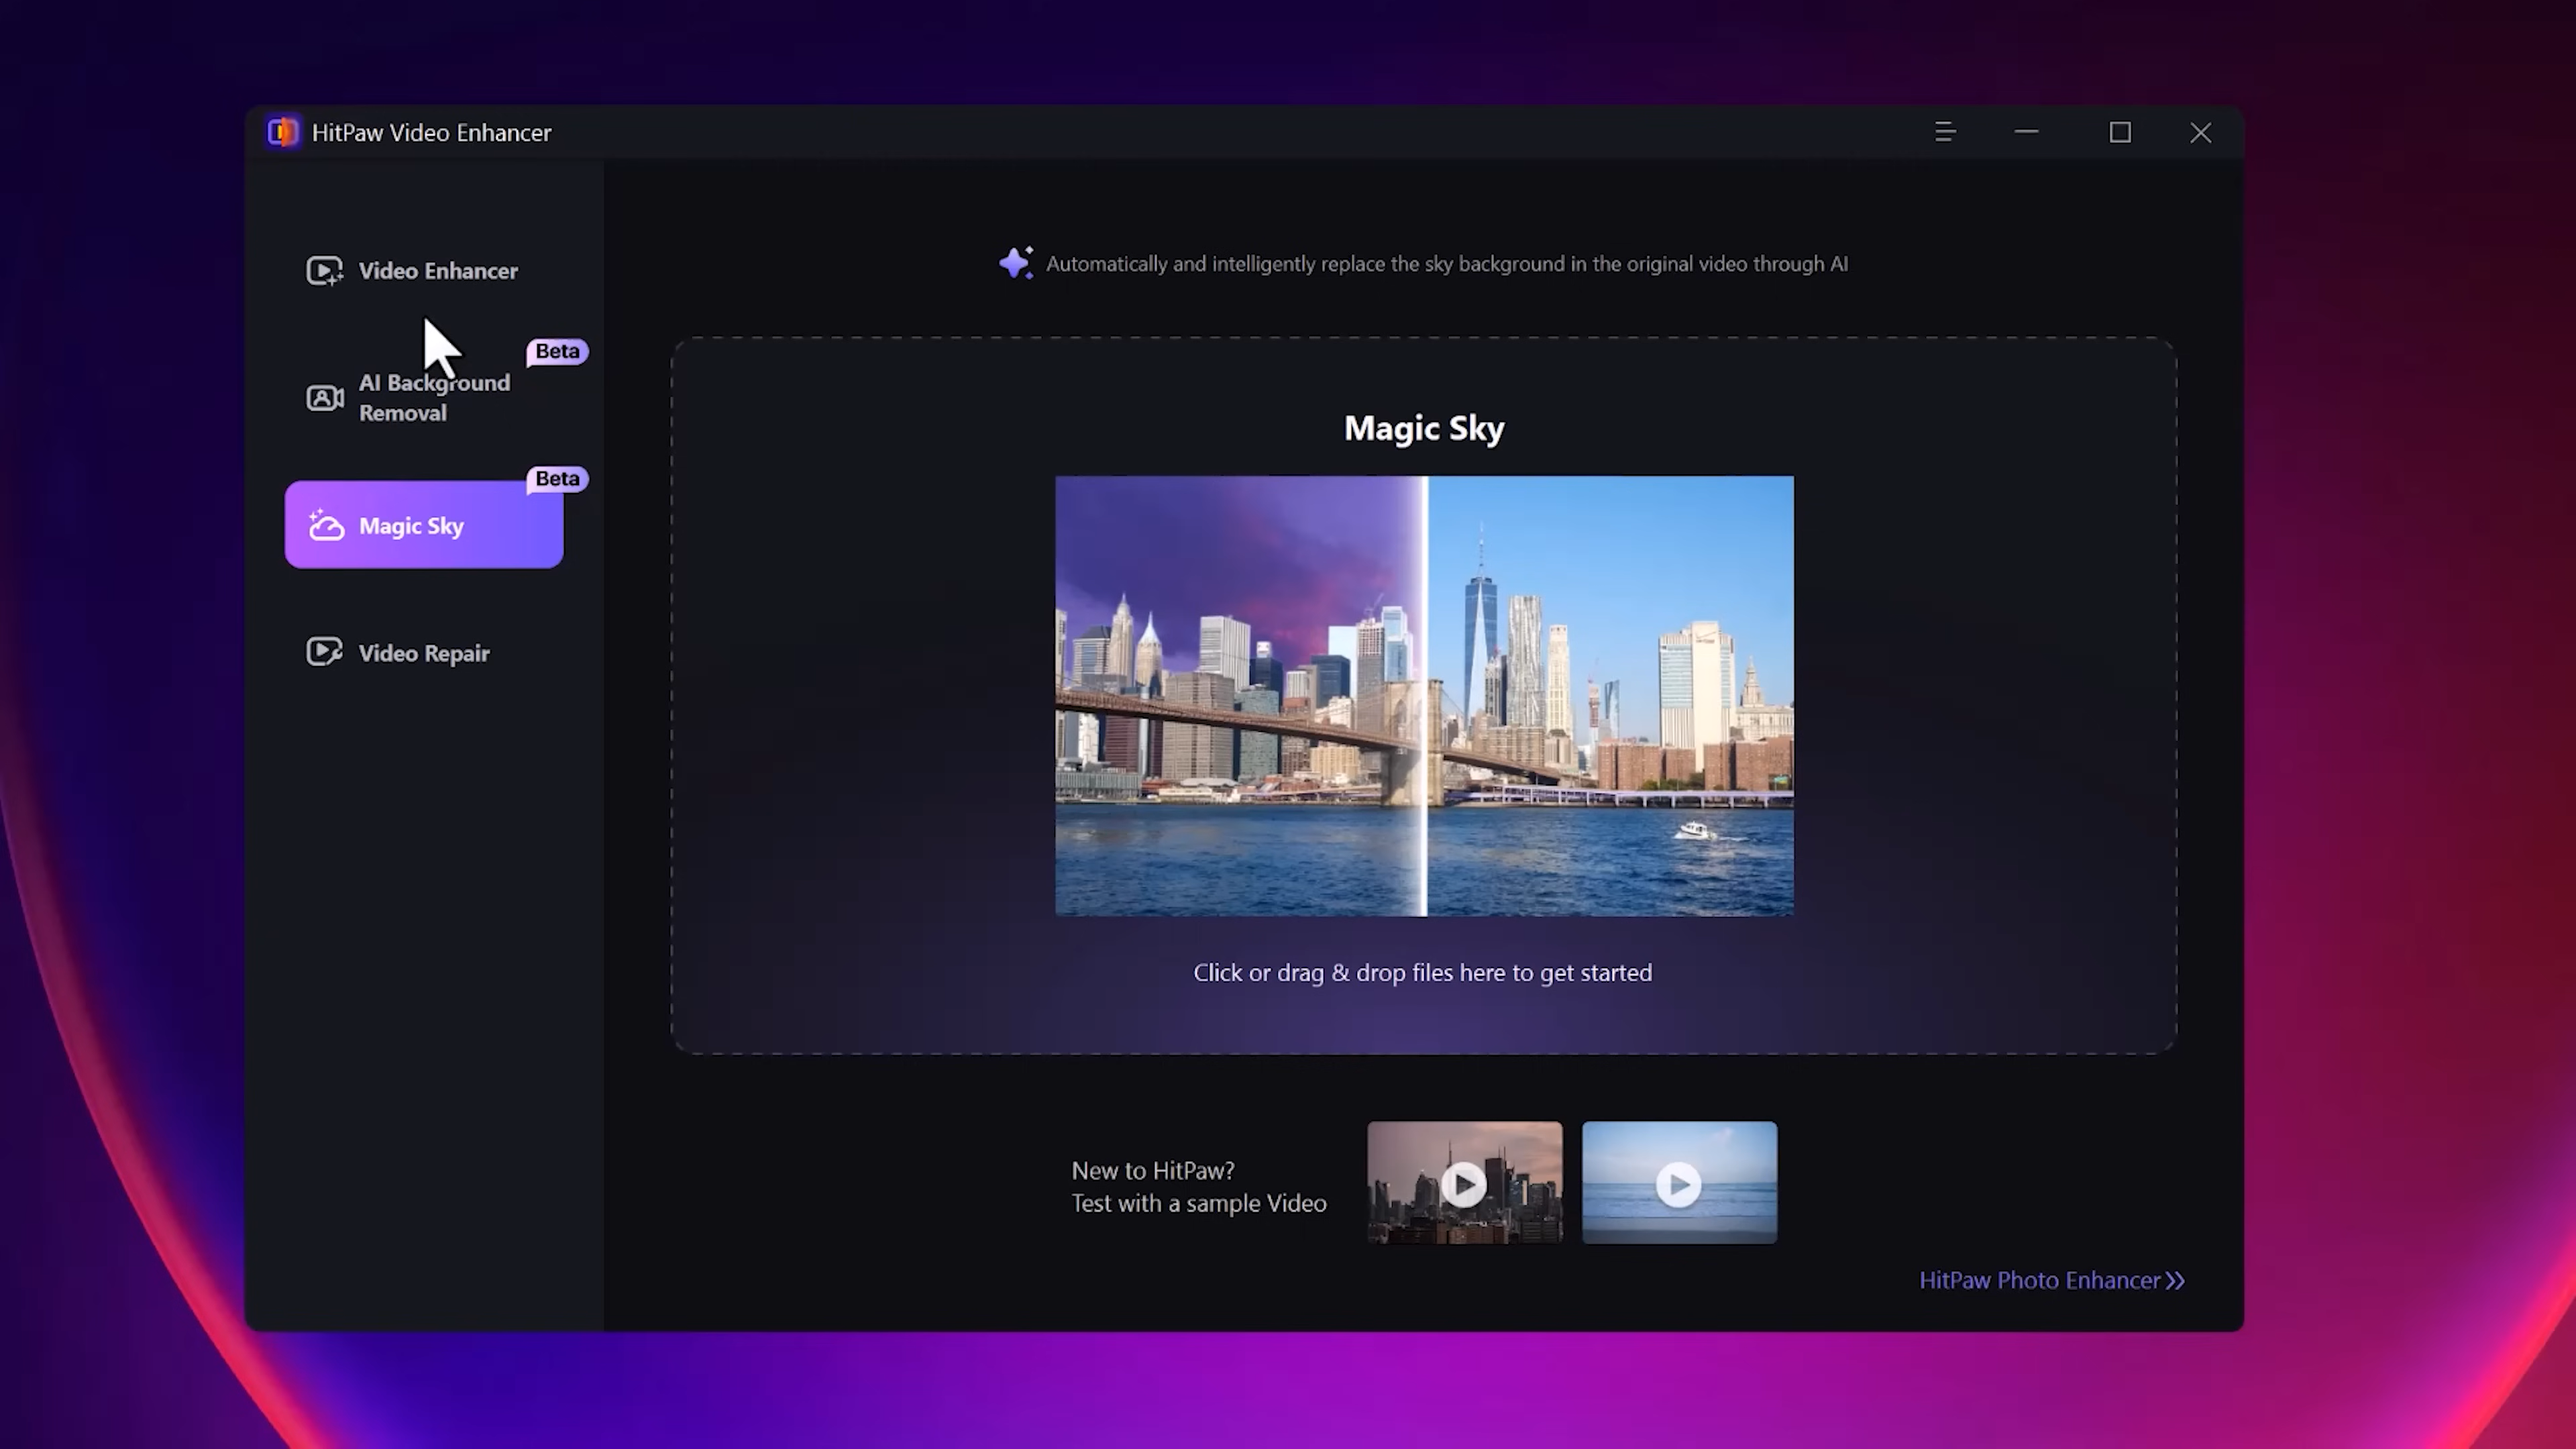 HitPaw Video Enhancer
Video Enhancer
Beta
AI Background
Removal
Beta
Magic Sky
Video Repair
Automatically and intelligently replace the sky background in the original video through AI
Magic Sky
Click or drag & drop files here to get started
New to HitPaw?
Test with a sample Video
HitPaw Photo Enhancer